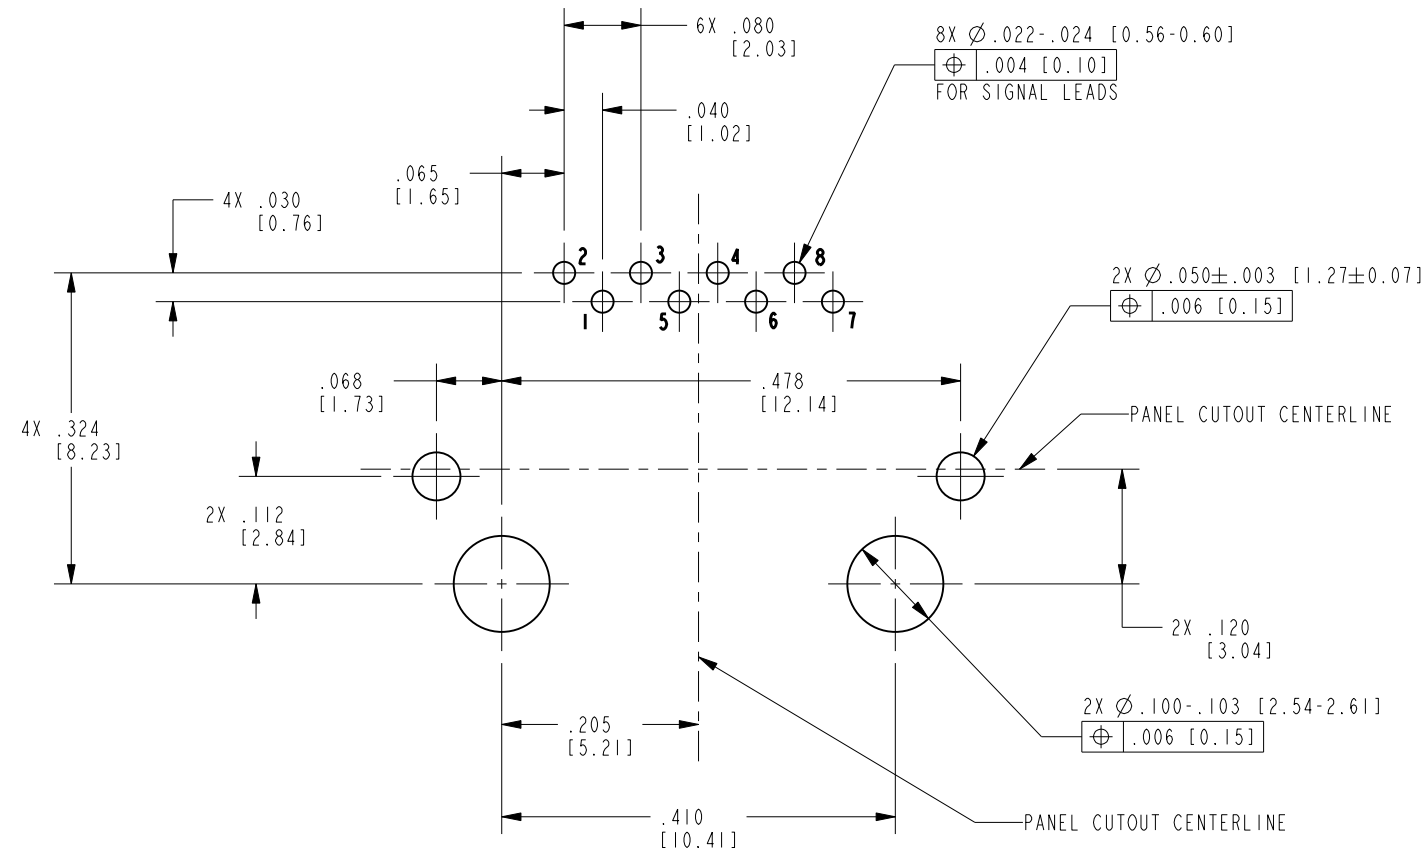 6X .080
[2.03]
8X Ø .022-.024 [0.56-0.60]
⌖ .004 [0.10]
FOR SIGNAL LEADS
.040
[1.02]
.065
[1.65]
4X .030
[0.76]
2 3 4 8
1 5 6 7
2X Ø .050±.003 [1.27±0.07]
⌖ .006 [0.15]
.068
[1.73]
.478
[12.14]
PANEL CUTOUT CENTERLINE
4X .324
[8.23]
2X .112
[2.84]
2X .120
[3.04]
2X Ø .100-.103 [2.54-2.61]
⌖ .006 [0.15]
.205
[5.21]
.410
[10.41]
PANEL CUTOUT CENTERLINE